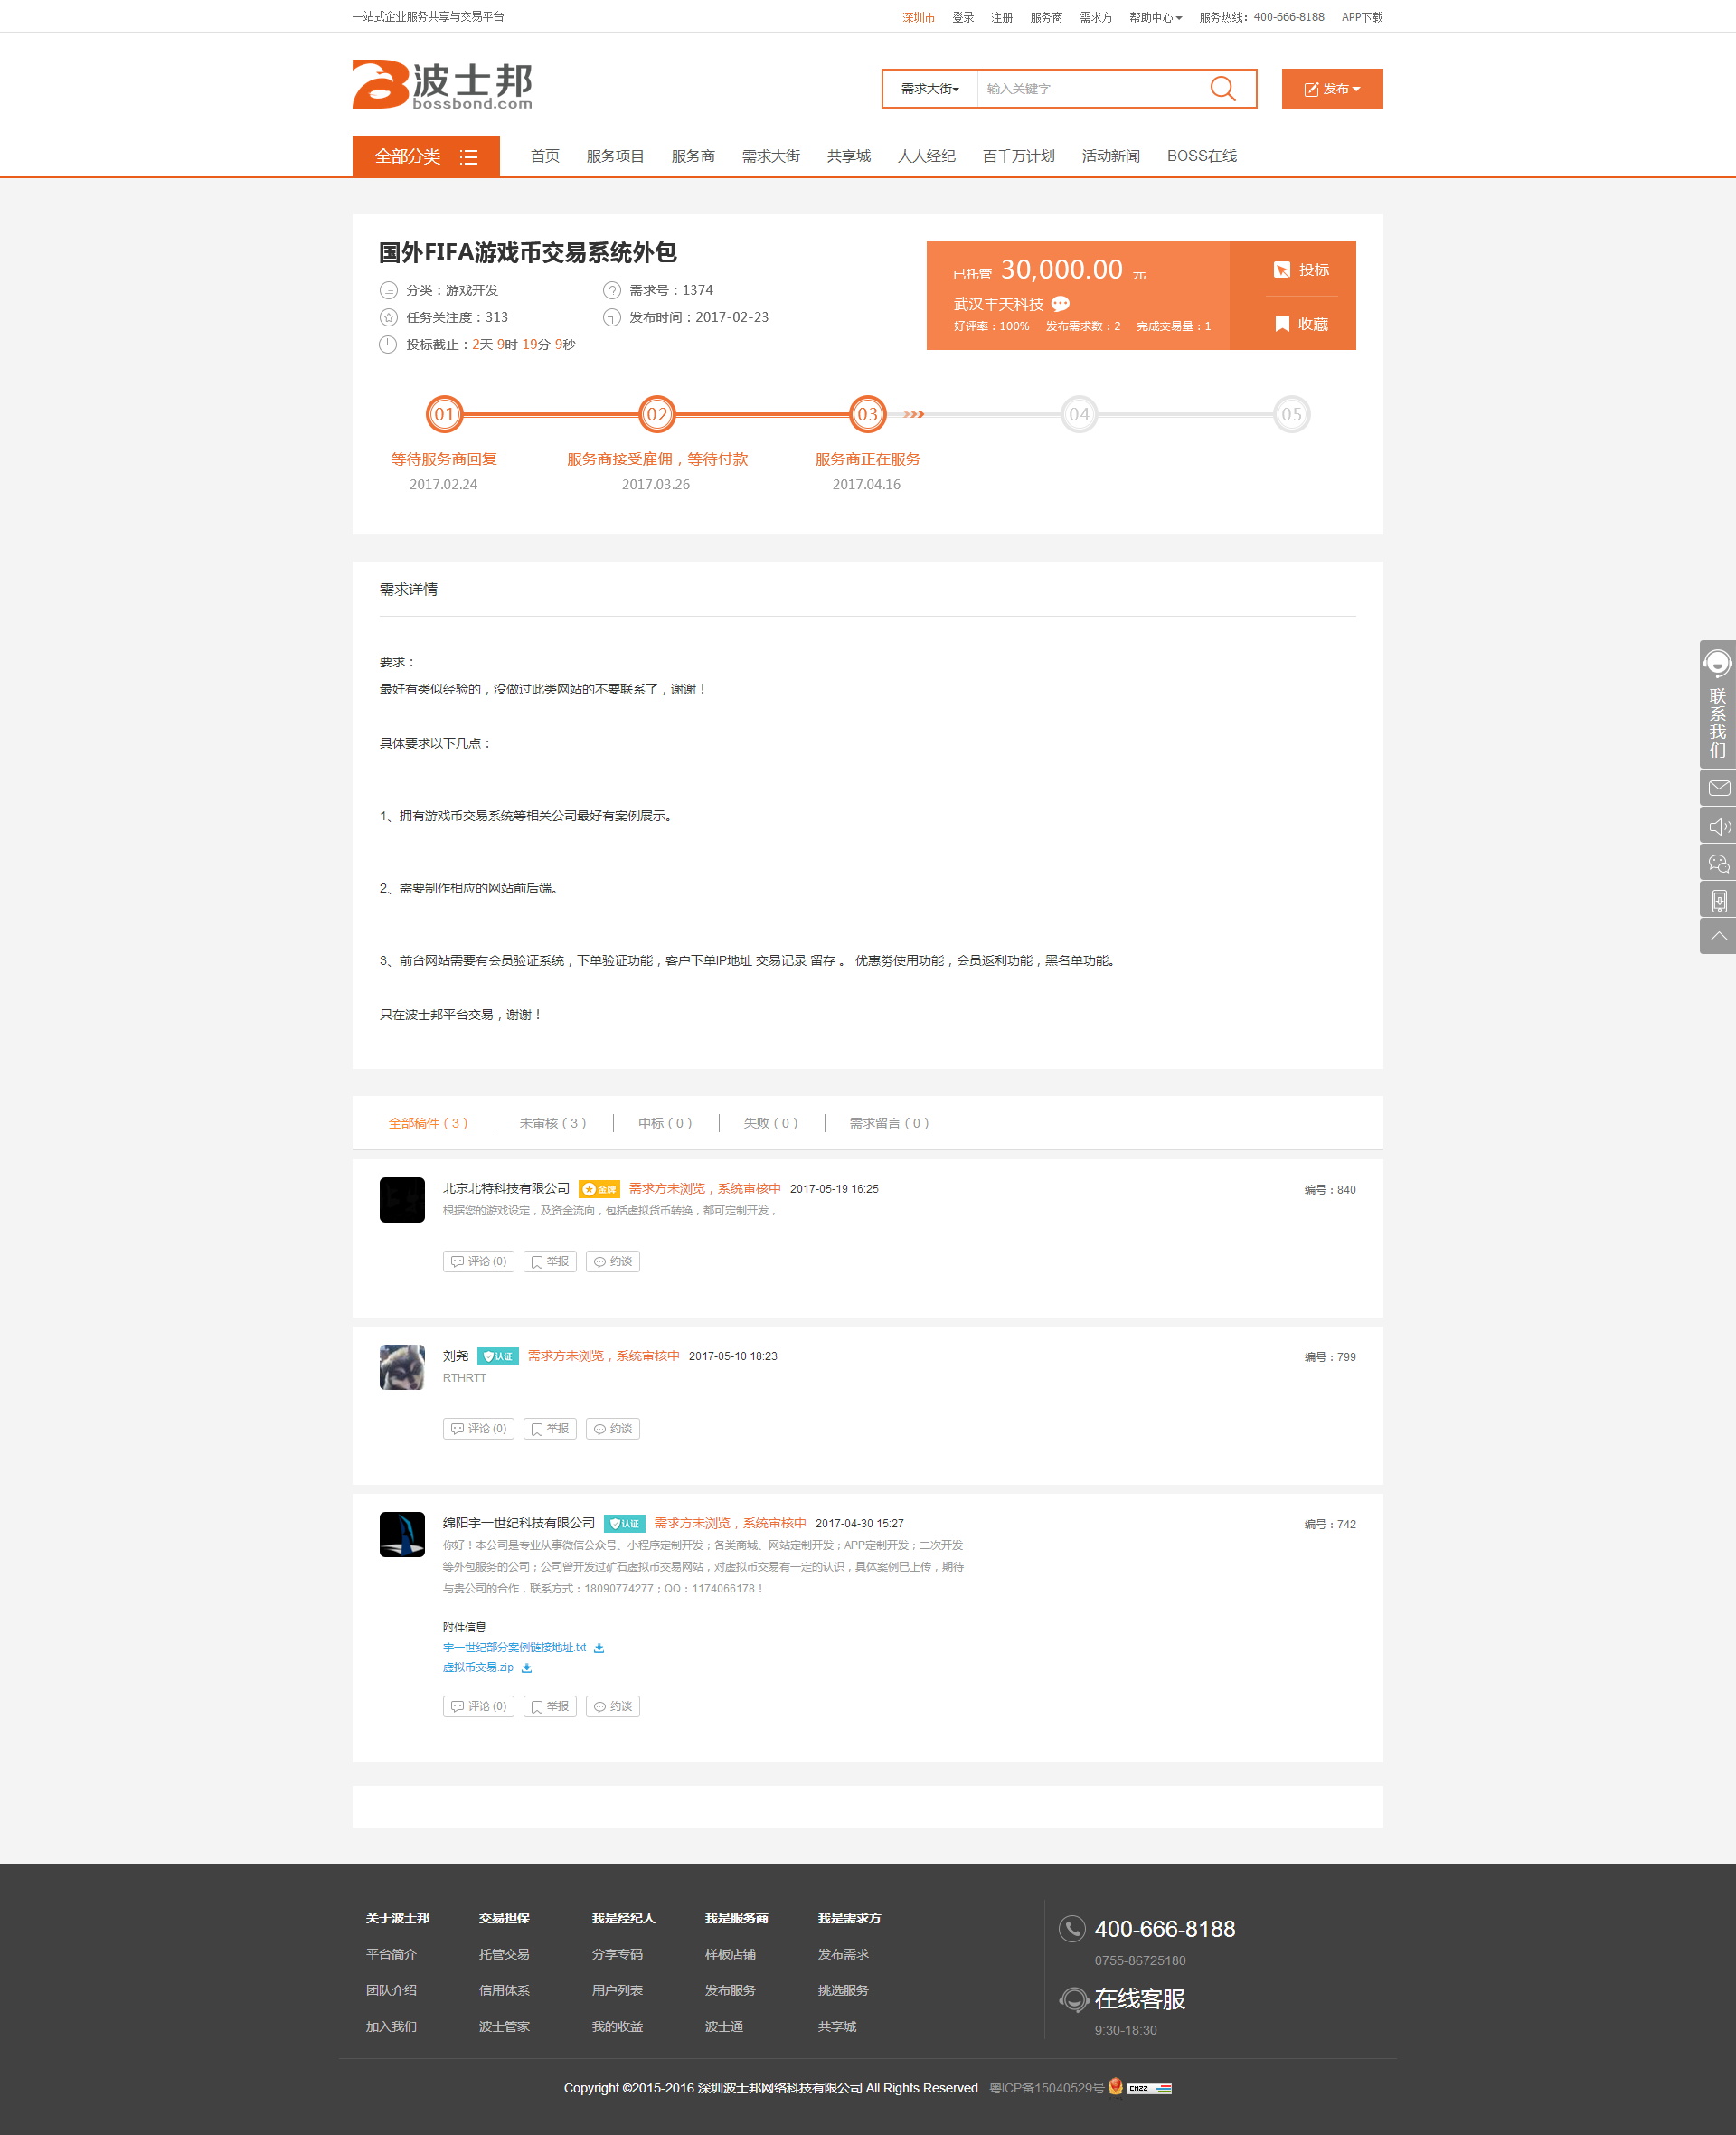 一站式企业服务共享与交易平台
深圳市 登录 注册 服务商 需求方 帮助中心 服务热线：400-666-8188 APP下载
波士邦
bossbond.com
需求大街 输入关键字
发布
全部分类 首页 服务项目 服务商 需求大街 共享城 人人经纪 百千万计划 活动新闻 BOSS在线
国外FIFA游戏币交易系统外包
分类：游戏开发 需求号：1374
任务关注度：313 发布时间：2017-02-23
投标截止：2天 9时 19分 9秒
已托管 30,000.00 元
武汉丰天科技
好评率：100% 发布需求数：2 完成交易量：1
投标
收藏
01 02 03 04 05
等待服务商回复 服务商接受雇佣，等待付款 服务商正在服务
2017.02.24 2017.03.26 2017.04.16
需求详情
要求：
最好有类似经验的，没做过此类网站的不要联系了，谢谢！
具体要求以下几点：
1、拥有游戏币交易系统等相关公司最好有案例展示。
2、需要制作相应的网站前后端。
3、前台网站需要有会员验证系统，下单验证功能，客户下单IP地址 交易记录 留存 。 优惠劵使用功能，会员返利功能，黑名单功能。
只在波士邦平台交易，谢谢！
联系我们
全部稿件（3） 未审核（3） 中标（0） 失败（0） 需求留言（0）
北京北特科技有限公司 金牌 需求方未浏览，系统审核中 2017-05-19 16:25 编号：840
根据您的游戏设定，及资金流向，包括虚拟货币转换，都可定制开发，
评论 (0) 举报 约谈
刘尧 认证 需求方未浏览，系统审核中 2017-05-10 18:23 编号：799
RTHRTT
评论 (0) 举报 约谈
绵阳宇一世纪科技有限公司 认证 需求方未浏览，系统审核中 2017-04-30 15:27 编号：742
你好！本公司是专业从事微信公众号、小程序定制开发；各类商城、网站定制开发；APP定制开发；二次开发
等外包服务的公司；公司曾开发过矿石虚拟币交易网站，对虚拟币交易有一定的认识，具体案例已上传，期待
与贵公司的合作，联系方式：18090774277；QQ：1174066178！
附件信息
宇一世纪部分案例链接地址.txt
虚拟币交易.zip
评论 (0) 举报 约谈
关于波士邦 交易担保 我是经纪人 我是服务商 我是需求方
平台简介 托管交易 分享专码 样板店铺 发布需求
团队介绍 信用体系 用户列表 发布服务 挑选服务
加入我们 波士管家 我的收益 波士通 共享城
400-666-8188
0755-86725180
在线客服
9:30-18:30
Copyright ©2015-2016 深圳波士邦网络科技有限公司 All Rights Reserved 粤ICP备15040529号 CNZZ